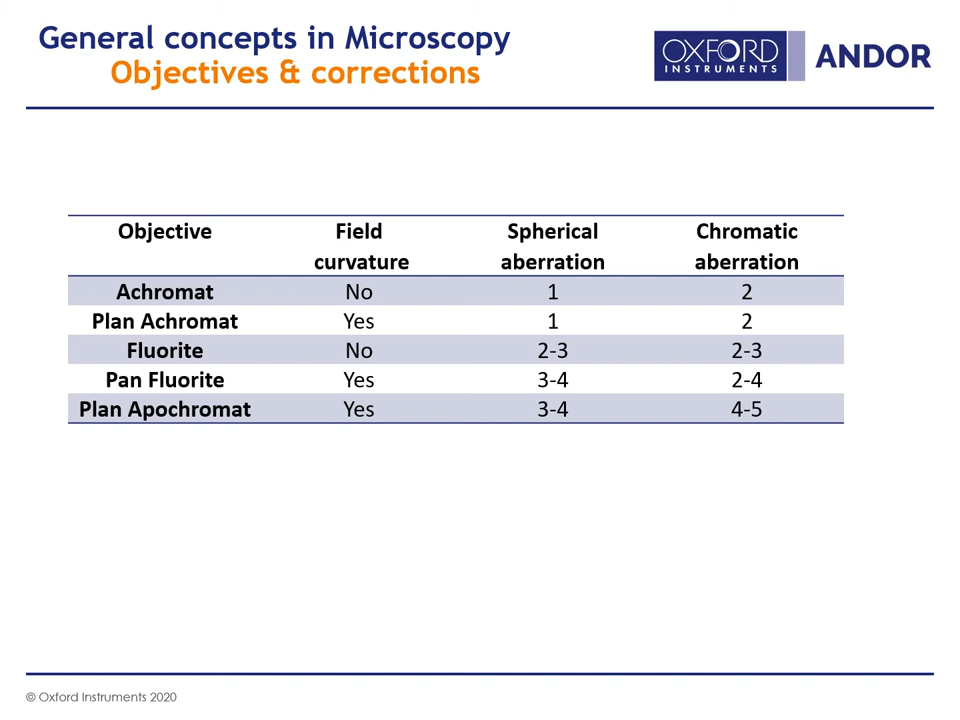 General concepts in Microscopy
Objectives & corrections
OXFORD
INSTRUMENTS
ANDOR
Objective Field curvature Spherical aberration Chromatic aberration
Achromat No 1 2
Plan Achromat Yes 1 2
Fluorite No 2-3 2-3
Pan Fluorite Yes 3-4 2-4
Plan Apochromat Yes 3-4 4-5
© Oxford Instruments 2020